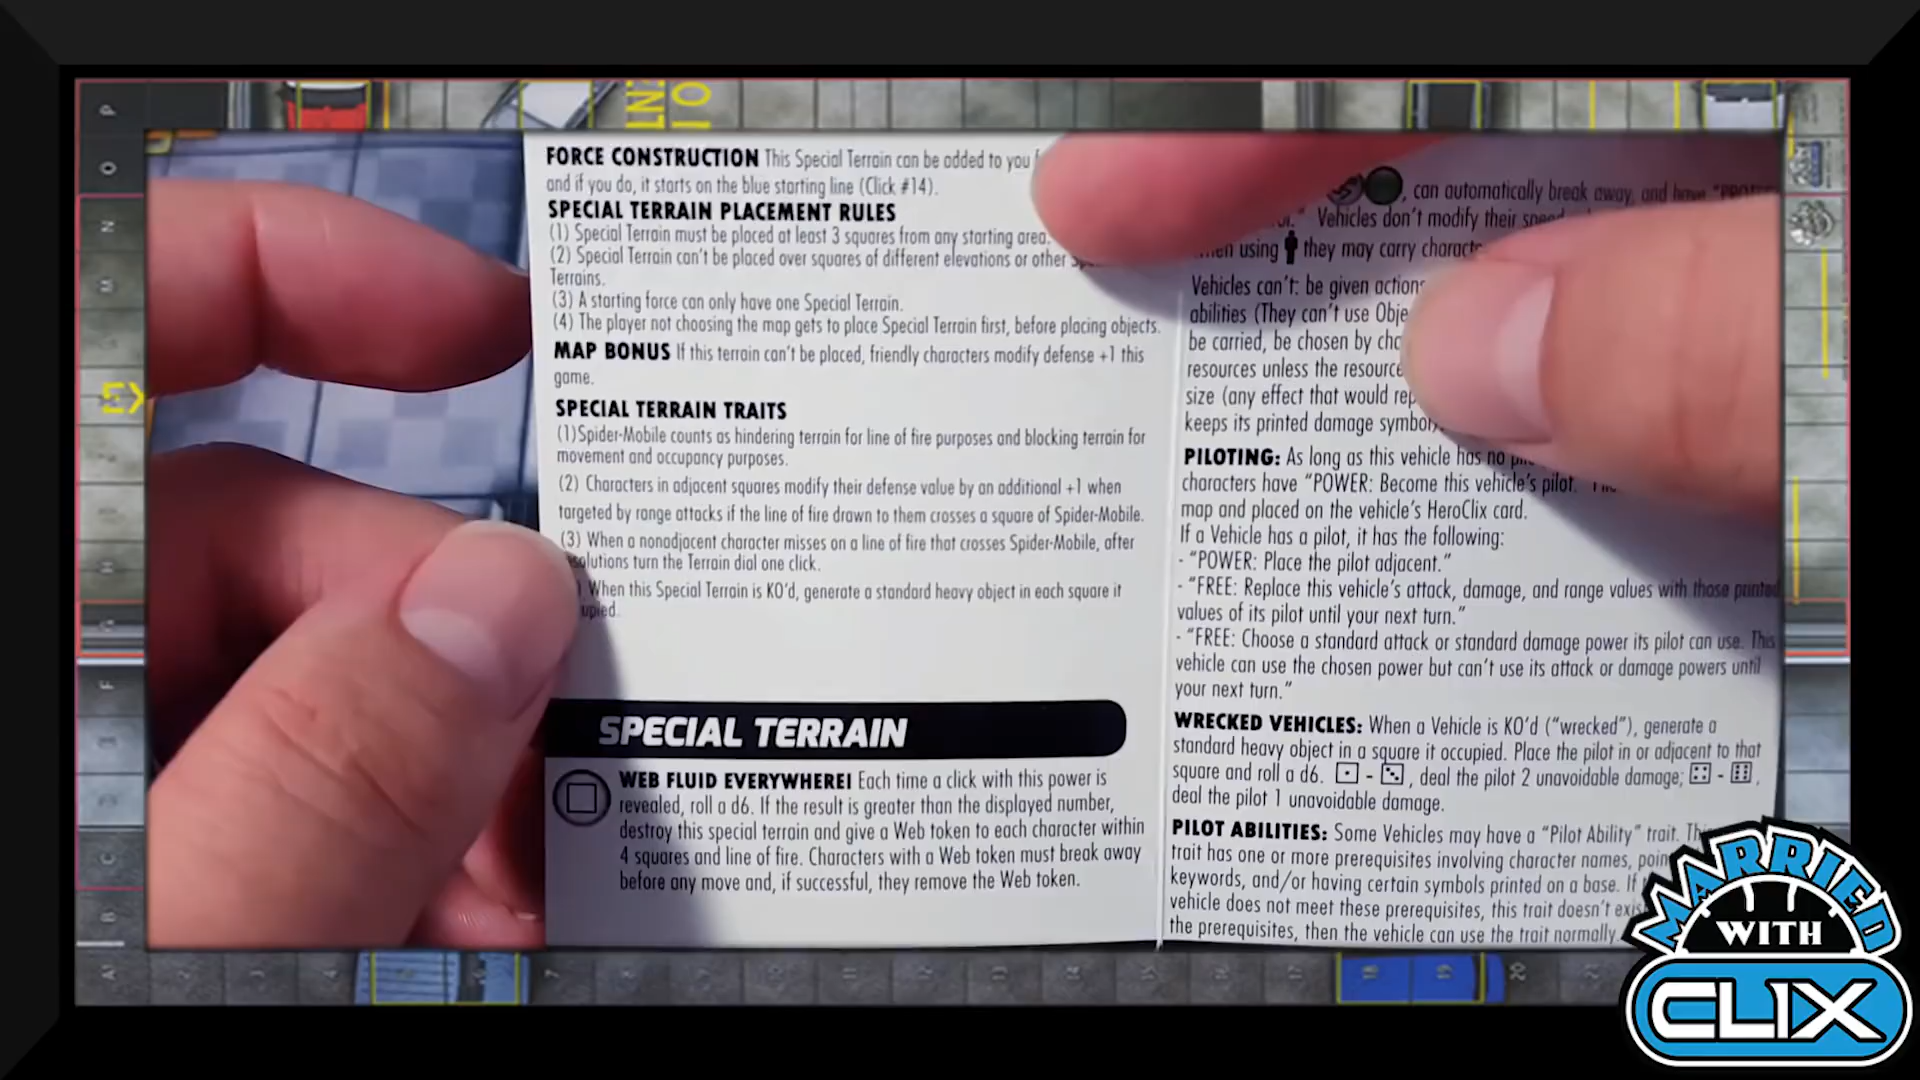 FORCE CONSTRUCTION This Special Terrain can be added to you
and if you do, it starts on the blue starting line (Click #14).
SPECIAL TERRAIN PLACEMENT RULES
(1) Special Terrain must be placed at least 3 squares from any starting area.
(2) Special Terrain can't be placed over squares of different elevations or other
Terrains.
(3) A starting force can only have one Special Terrain.
(4) The player not choosing the map gets to place Special Terrain first, before placing objects.
MAP BONUS If this terrain can't be placed, friendly characters modify defense +1 this
game.
SPECIAL TERRAIN TRAITS
(1)Spider-Mobile counts as hindering terrain for line of fire purposes and blocking terrain for
movement and occupancy purposes.
(2) Characters in adjacent squares modify their defense value by an additional +1 when
targeted by range attacks if the line of fire drawn to them crosses a square of Spider-Mobile.
(3) When a nonadjacent character misses on a line of fire that crosses Spider-Mobile, after
solutions turn the Terrain dial one click.
When this Special Terrain is KO'd, generate a standard heavy object in each square it
upied.
SPECIAL TERRAIN
WEB FLUID EVERYWHERE! Each time a click with this power is
revealed, roll a d6. If the result is greater than the displayed number,
destroy this special terrain and give a Web token to each character within
4 squares and line of fire. Characters with a Web token must break away
before any move and, if successful, they remove the Web token.
, can automatically break away, and have
Vehicles don't modify their speed
when using they may carry
Vehicles can't: be given actions
abilities (They can't use
be carried, be chosen by
resources unless the resource
size (any effect that would
keeps its printed damage symbol).
PILOTING: As long as this vehicle has no
characters have "POWER: Become this vehicle's pilot.
map and placed on the vehicle's HeroClix card.
If a Vehicle has a pilot, it has the following:
- "POWER: Place the pilot adjacent."
- "FREE: Replace this vehicle's attack, damage, and range values with those printed
values of its pilot until your next turn."
- "FREE: Choose a standard attack or standard damage power its pilot can use. This
vehicle can use the chosen power but can't use its attack or damage powers until
your next turn."
WRECKED VEHICLES: When a Vehicle is KO'd ("wrecked"), generate a
standard heavy object in a square it occupied. Place the pilot in or adjacent to that
square and roll a d6. ⚀ - ⚂, deal the pilot 2 unavoidable damage; ⚃ - ⚅,
deal the pilot 1 unavoidable damage.
PILOT ABILITIES: Some Vehicles may have a "Pilot Ability" trait.
trait has one or more prerequisites involving character names,
keywords, and/or having certain symbols printed on a base. If
vehicle does not meet these prerequisites, this trait doesn't
the prerequisites, then the vehicle can use the trait normally.
MARRIED
WITH
CLIX